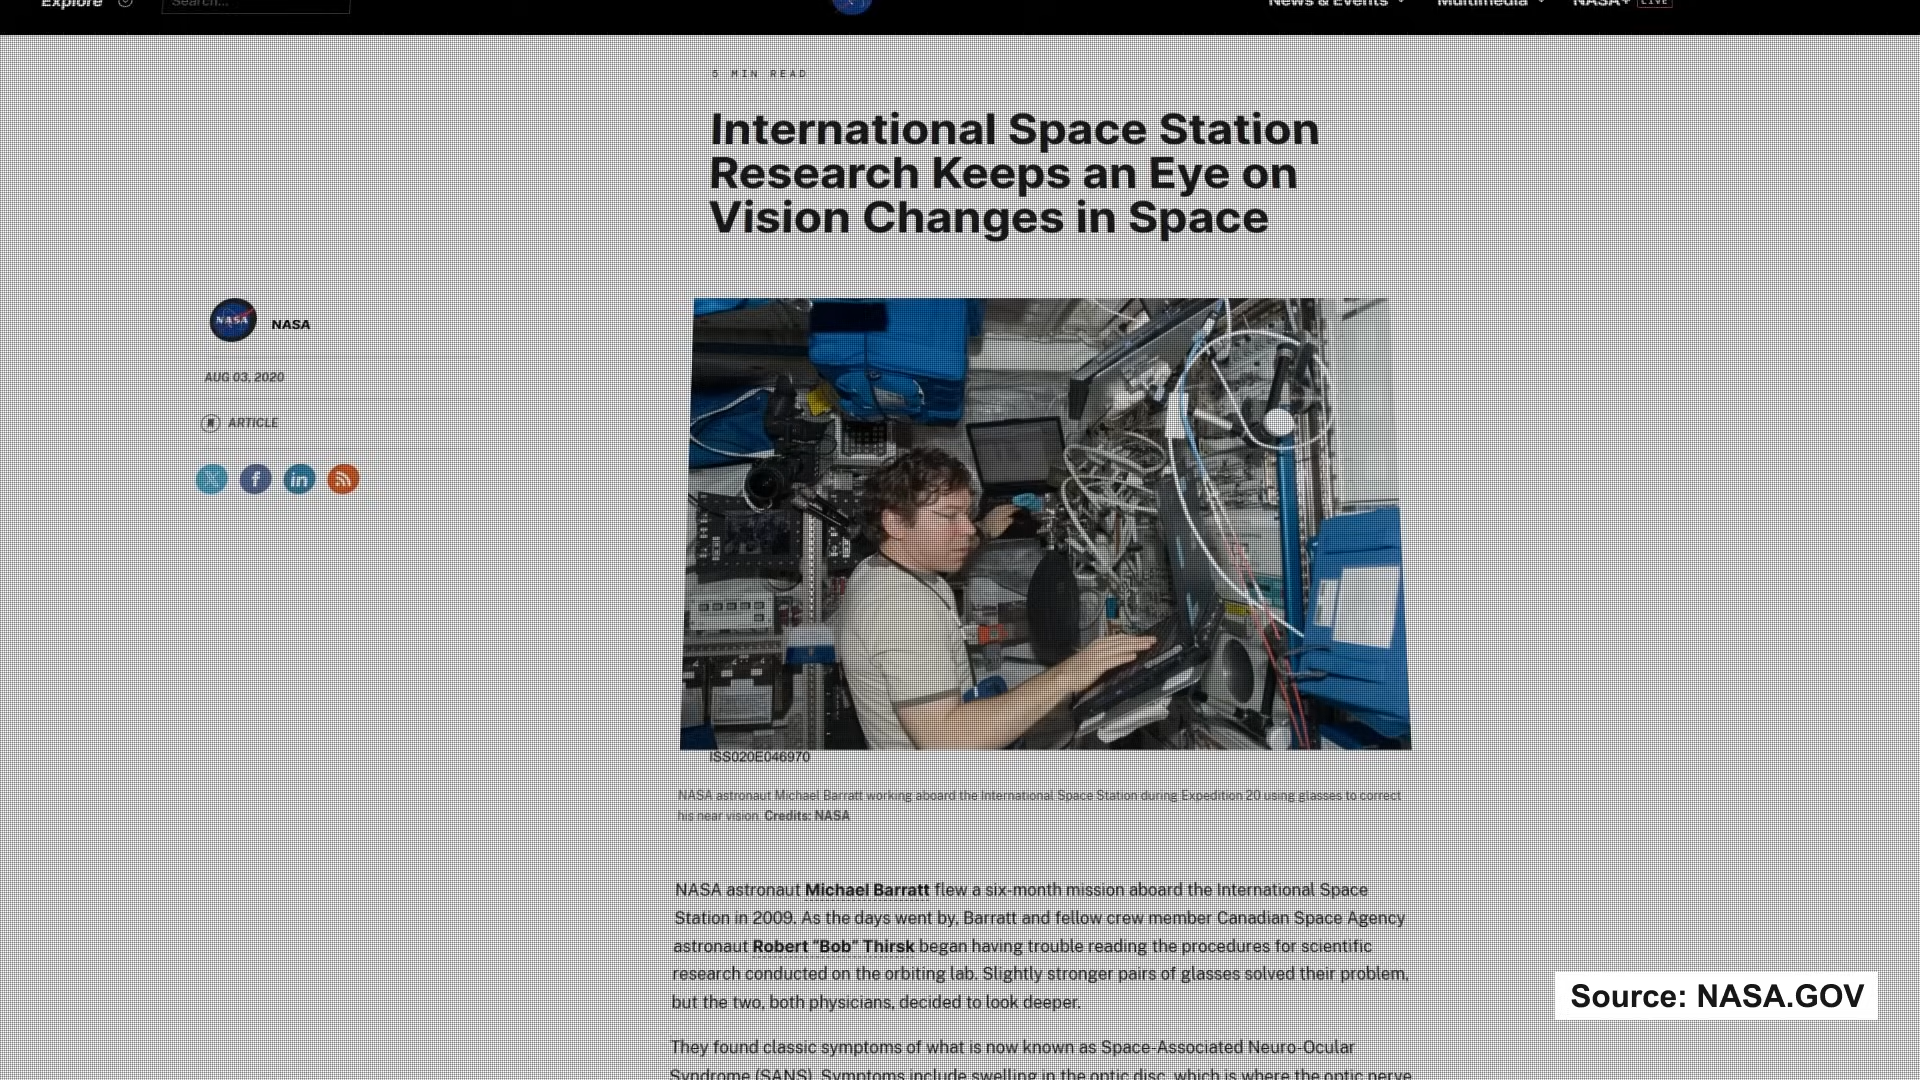 Explore
Search...
News & Events
Multimedia
NASA+ LIVE
5 MIN READ
International Space Station
Research Keeps an Eye on
Vision Changes in Space
NASA
NASA
AUG 03, 2020
ARTICLE
ISS020E046970
NASA astronaut Michael Barratt working aboard the International Space Station during Expedition 20 using glasses to correct
his near vision. Credits: NASA
NASA astronaut Michael Barratt flew a six-month mission aboard the International Space
Station in 2009. As the days went by, Barratt and fellow crew member Canadian Space Agency
astronaut Robert "Bob" Thirsk began having trouble reading the procedures for scientific
research conducted on the orbiting lab. Slightly stronger pairs of glasses solved their problem,
but the two, both physicians, decided to look deeper.
Source: NASA.GOV
They found classic symptoms of what is now known as Space-Associated Neuro-Ocular
Syndrome (SANS). Symptoms include swelling in the optic disc, which is where the optic nerve